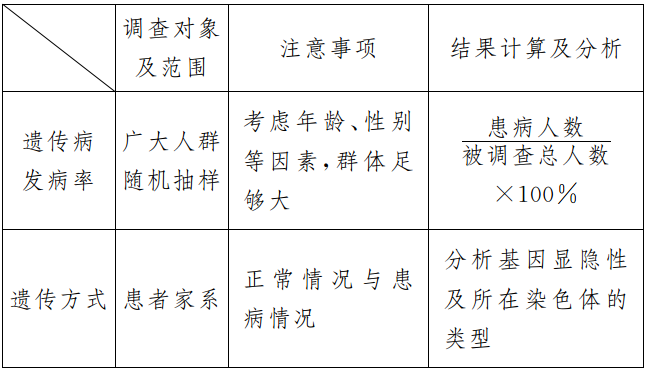 调查对象
及范围
注意事项
结果计算及分析
遗传病
发病率
广大人群
随机抽样
考虑年龄、性别
等因素,群体足
够大
患病人数
被调查总人数
×100%
遗传方式
患者家系
正常情况与患
病情况
分析基因显隐性
及所在染色体的
类型